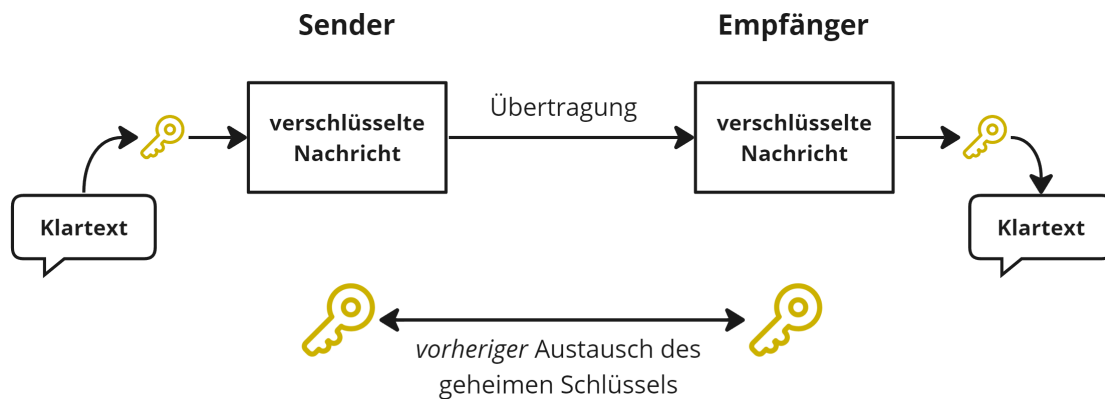 Sender
Empfänger
Übertragung
verschlüsselte
Nachricht
verschlüsselte
Nachricht
Klartext
Klartext
vorheriger Austausch des
geheimen Schlüssels